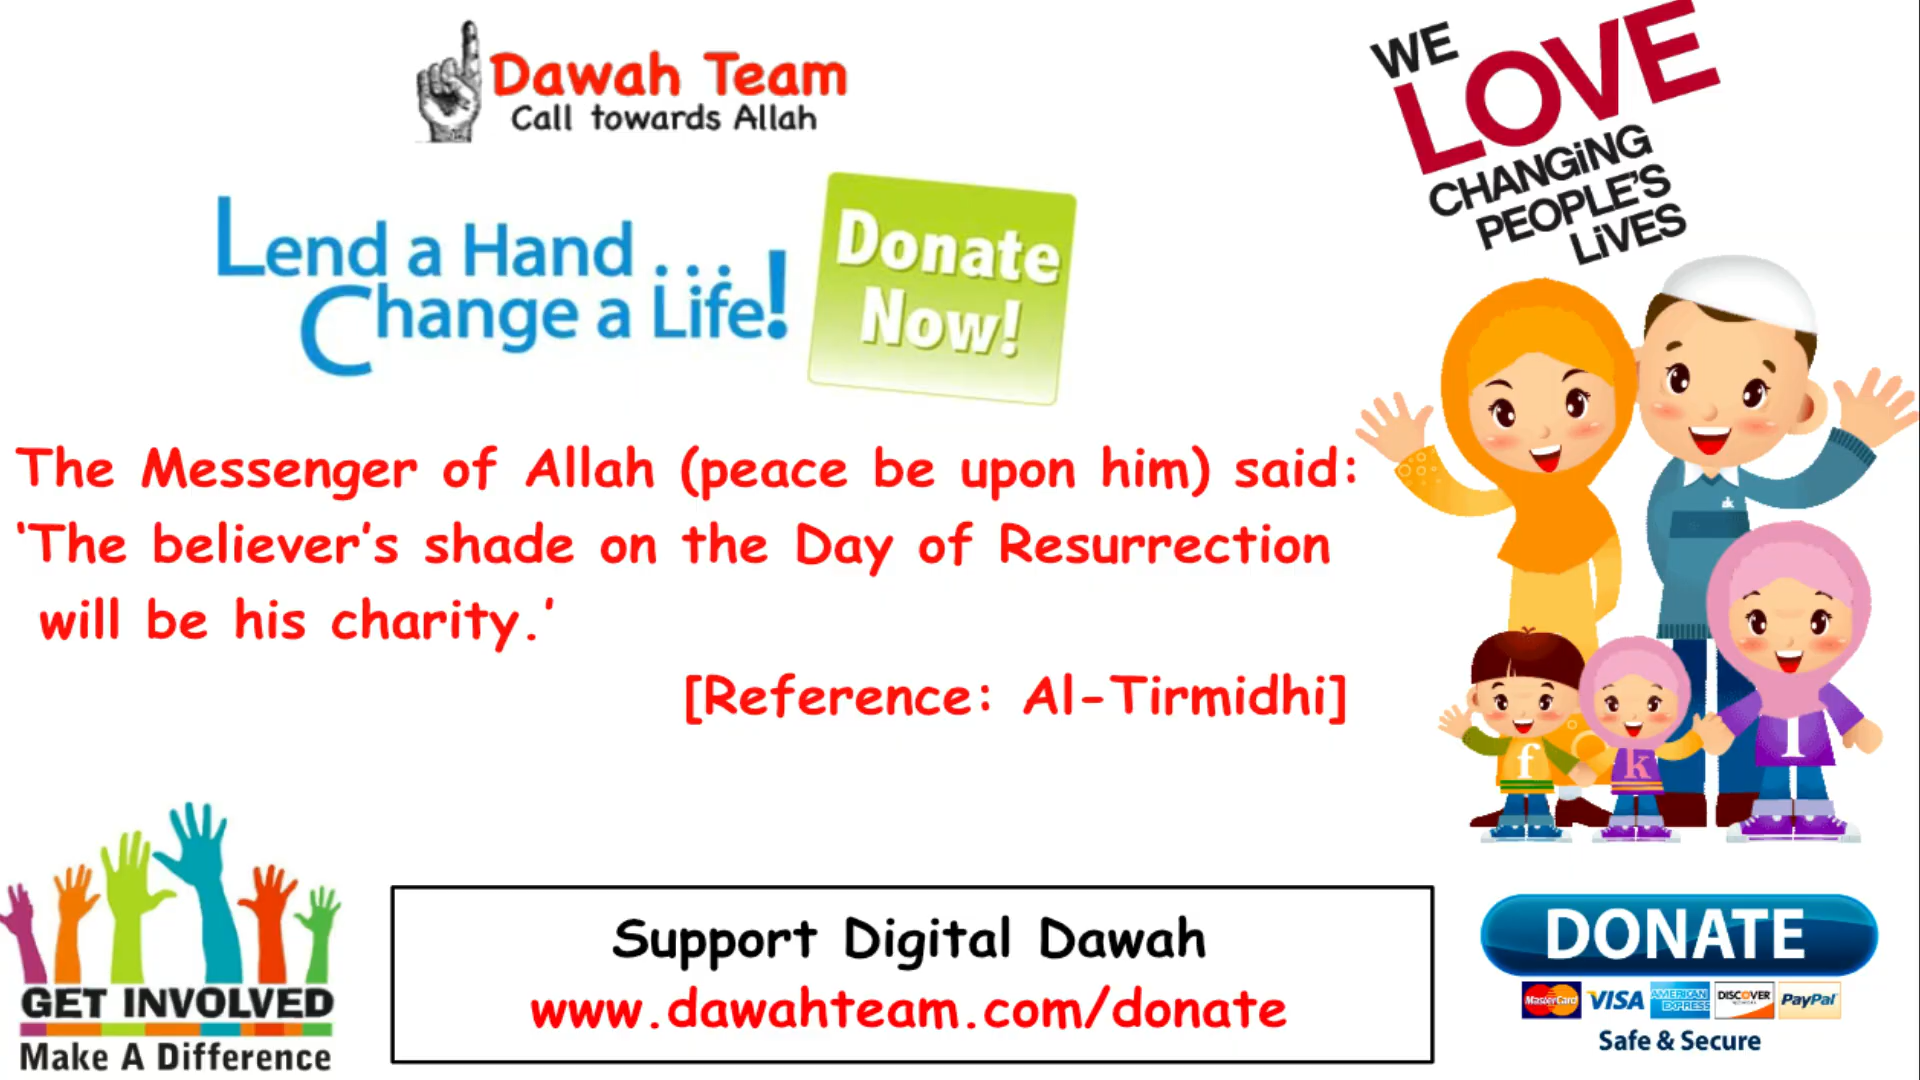 Dawah Team
Call towards Allah
Lend a Hand ...
Change a Life!
Donate
Now!
WE
LOVE
CHANGiNG
PEOPLE'S
LiVES
The Messenger of Allah (peace be upon him) said:
‘The believer’s shade on the Day of Resurrection
will be his charity.’
[Reference: Al-Tirmidhi]
f
k
l
GET INVOLVED
Make A Difference
Support Digital Dawah
www.dawahteam.com/donate
DONATE
MasterCard VISA AMERICAN EXPRESS DISCOVER PayPal
Safe & Secure